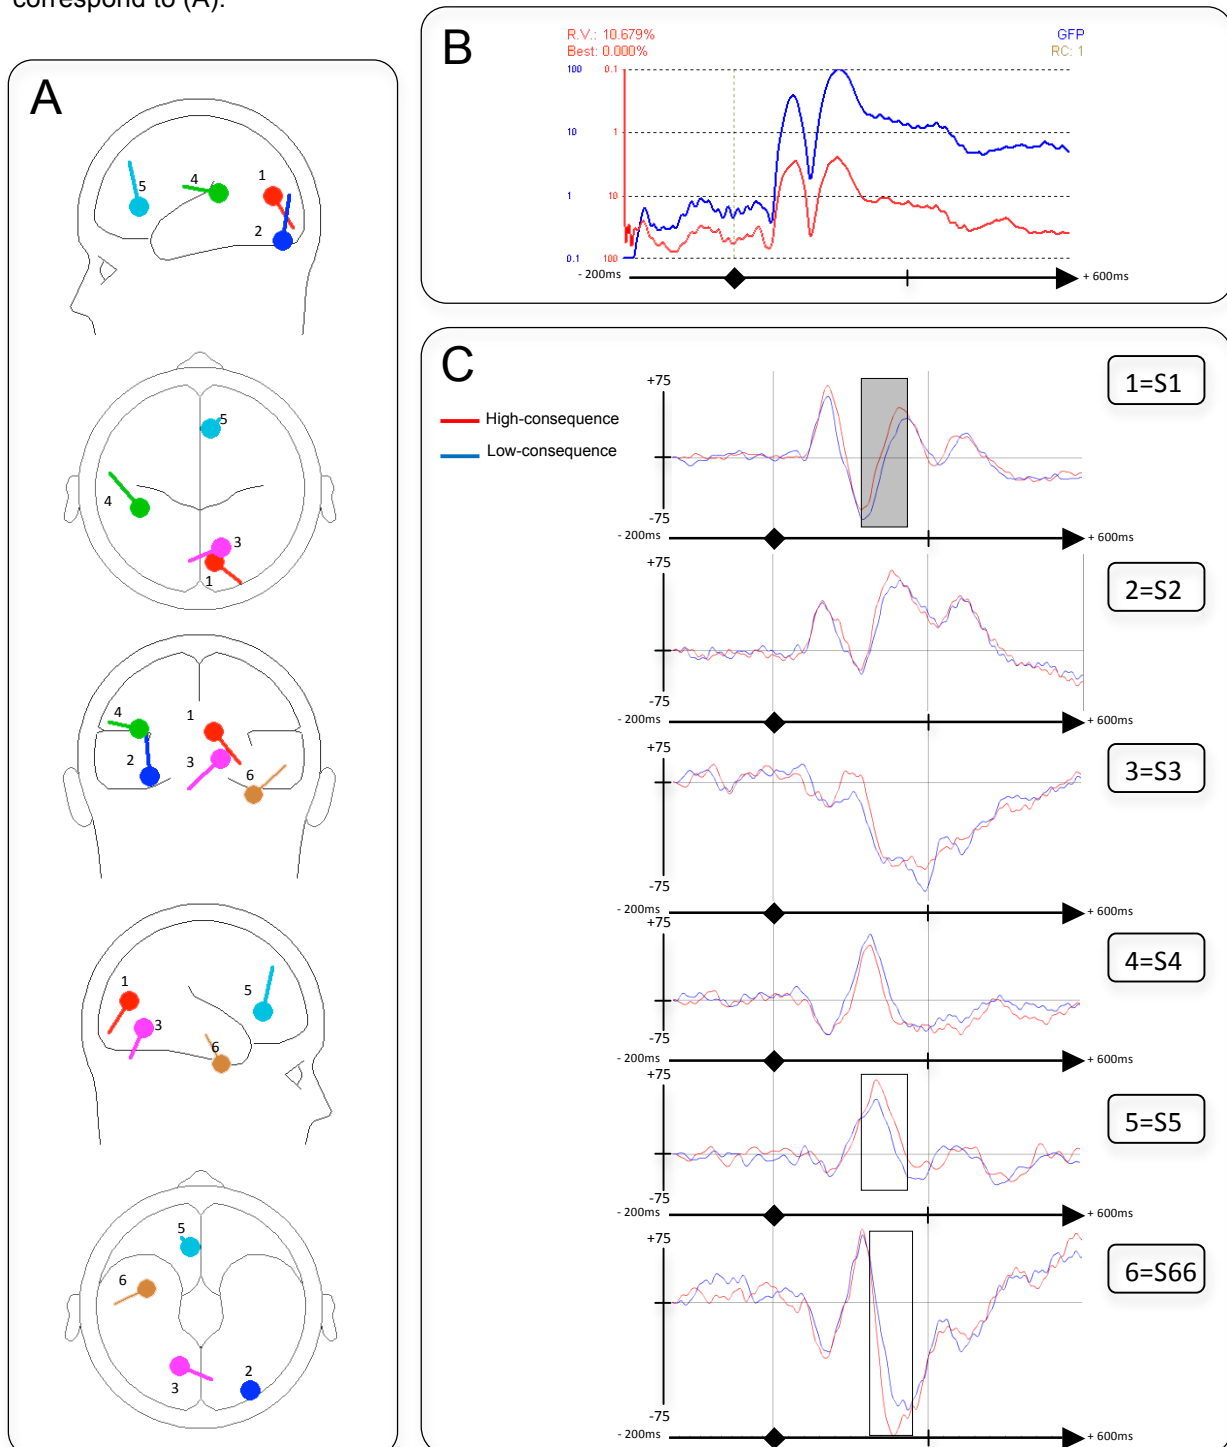 correspond to (A).
A
5
4
1
2
5
4
3
1
4
1
2
3
6
1
3
5
6
5
6
3
2
B
R.V.: 10.679%
Best: 0.000%
GFP
RC: 1
100 0.1
10 1
1 10
0.1 100
- 200ms + 600ms
C
High-consequence
Low-consequence
+75
-75
- 200ms + 600ms
1=S1
+75
-75
- 200ms + 600ms
2=S2
+75
-75
- 200ms + 600ms
3=S3
+75
-75
- 200ms + 600ms
4=S4
+75
-75
- 200ms + 600ms
5=S5
+75
-75
- 200ms + 600ms
6=S66